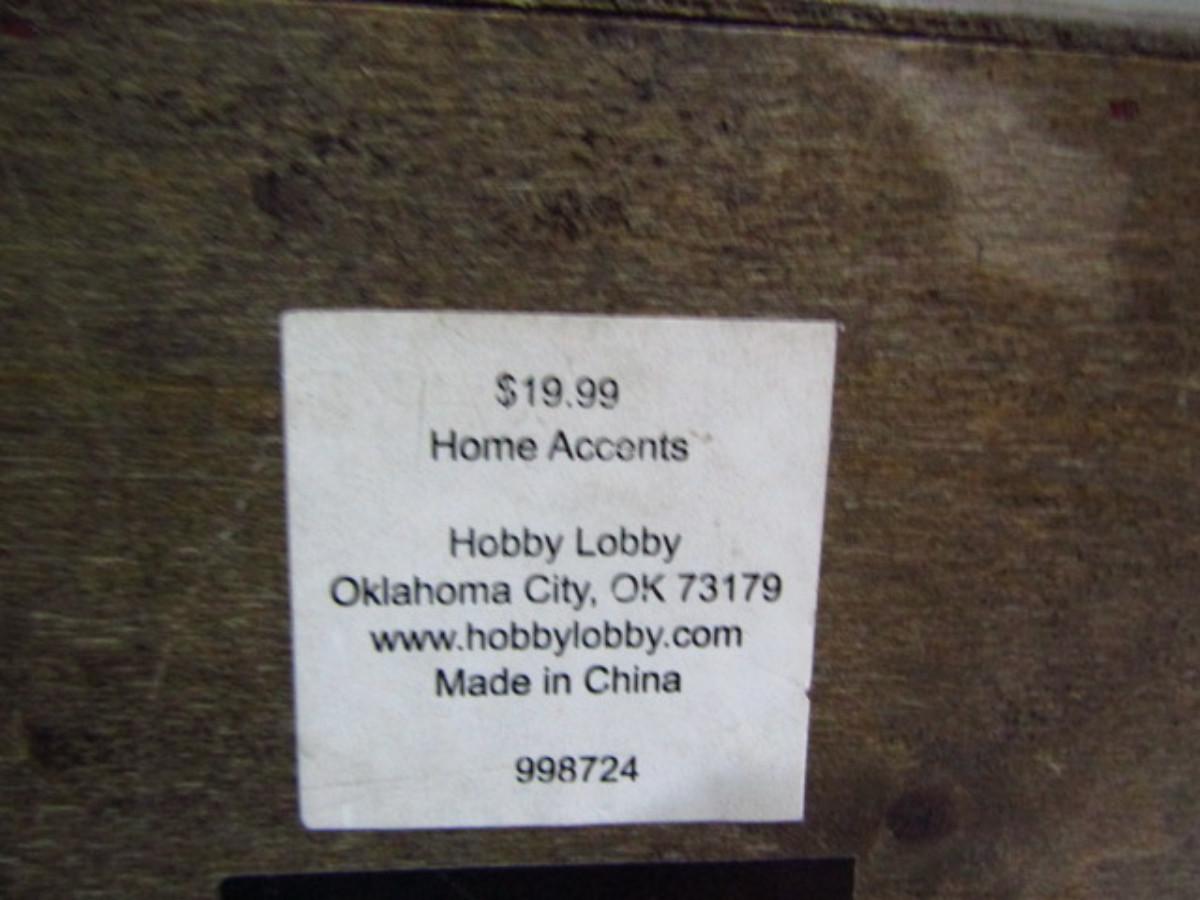 $19.99
Home Accents
Hobby Lobby
Oklahoma City, OK 73179
www.hobbylobby.com
Made in China
998724